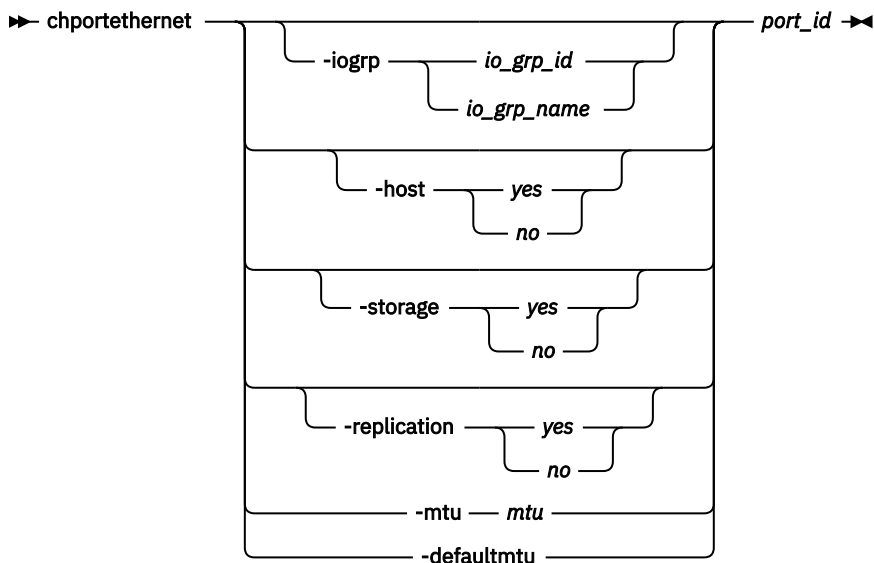 chportethernet port_id
-iogrp io_grp_id
io_grp_name
-host yes
no
-storage yes
no
-replication yes
no
-mtu mtu
-defaultmtu